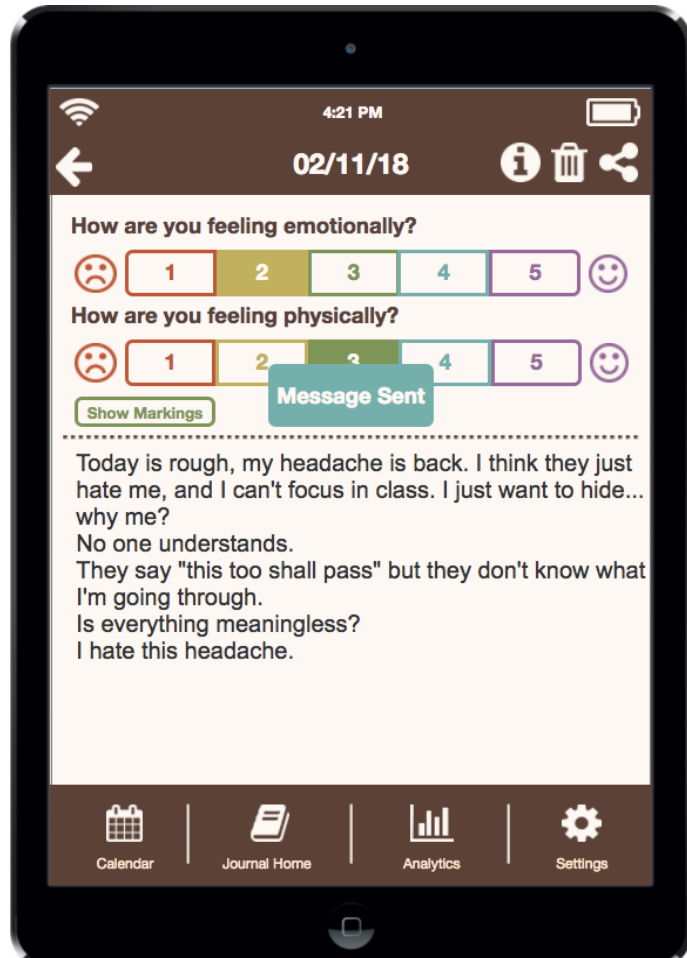 4:21 PM
02/11/18
How are you feeling emotionally?
1 2 3 4 5
How are you feeling physically?
1 2 3 4 5
Message Sent
Show Markings
Today is rough, my headache is back. I think they just
hate me, and I can't focus in class. I just want to hide...
why me?
No one understands.
They say "this too shall pass" but they don't know what
I'm going through.
Is everything meaningless?
I hate this headache.
Calendar Journal Home Analytics Settings